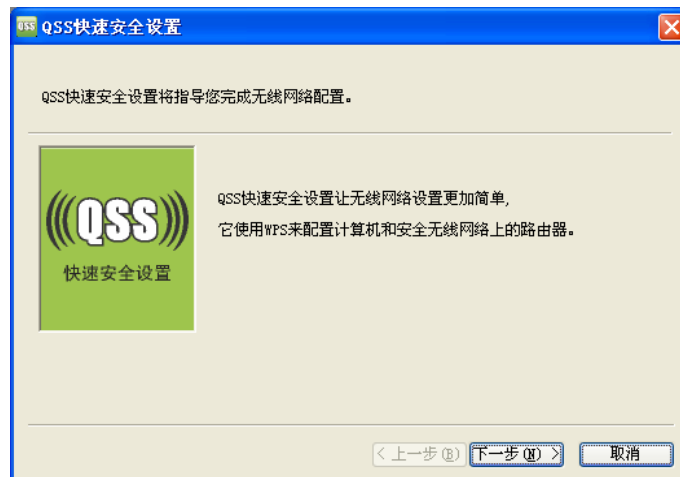 QSS QSS快速安全设置
QSS快速安全设置将指导您完成无线网络配置。
QSS
快速安全设置
QSS快速安全设置让无线网络设置更加简单,
它使用WPS来配置计算机和安全无线网络上的路由器。
< 上一步(B) 下一步(N) > 取消